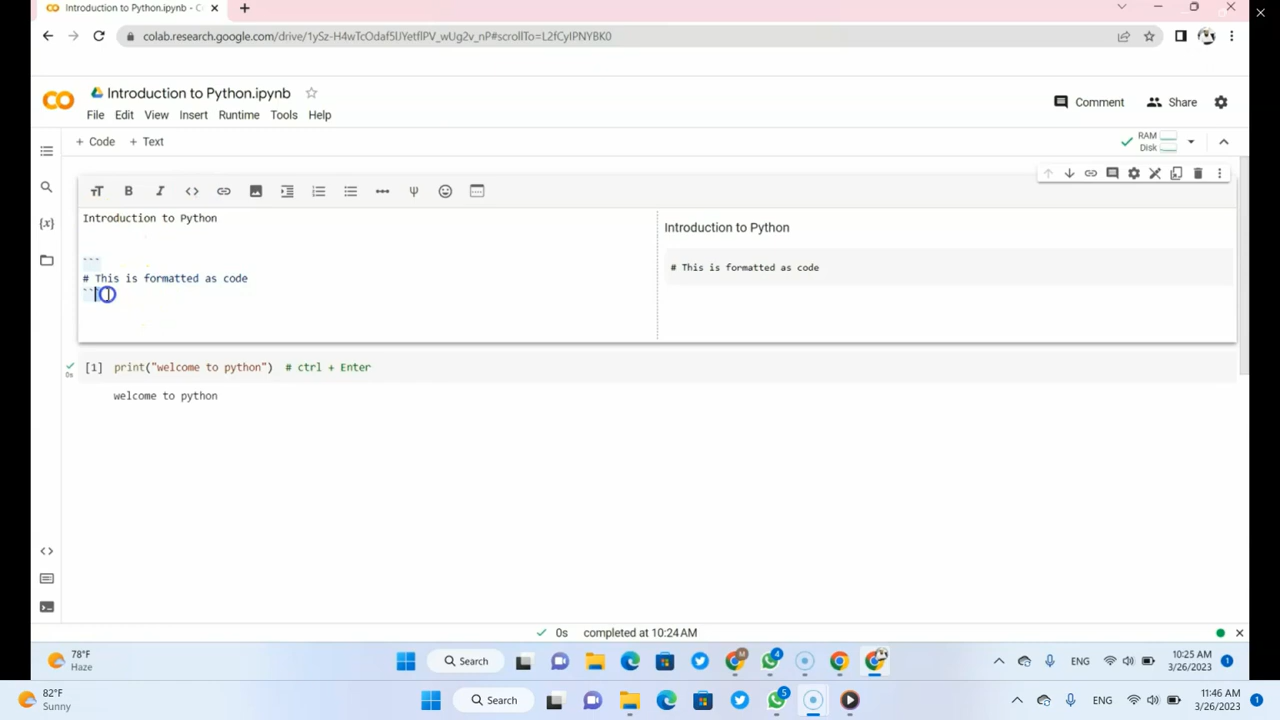 Introduction to Python.ipynb - C
colab.research.google.com/drive/1ySz-H4wTcOdaf5lJYetflPV_wUg2v_nP#scrollTo=L2fCyIPNYBK0
Introduction to Python.ipynb
Comment
Share
File Edit View Insert Runtime Tools Help
+ Code + Text
RAM
Disk
Introduction to Python
Introduction to Python
```
# This is formatted as code
# This is formatted as code
``
[1] print("welcome to python") # ctrl + Enter
0s
welcome to python
0s completed at 10:24 AM
78°F
Haze
Search
ENG
10:25 AM
3/26/2023
82°F
Sunny
Search
ENG
11:46 AM
3/26/2023